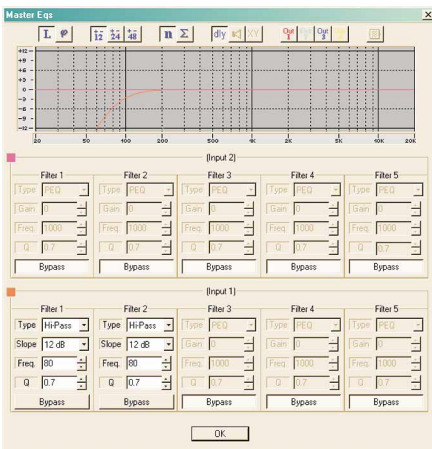 Master Eqs
L φ +- 12 +- 24 +- 48 n Σ dly XY Out 1 Out 3
+12
+9
+6
+3
0
-3
-6
-9
-12
20 50 100 200 500 1K 2K 5K 10K 20K
(Input 2)
Filter 1 Filter 2 Filter 3 Filter 4 Filter 5
Type PEQ Type PEQ Type PEQ Type PEQ Type PEQ
Gain 0 Gain 0 Gain 0 Gain 0 Gain 0
Freq. 1000 Freq. 1000 Freq. 1000 Freq. 1000 Freq. 1000
Q 0.7 Q 0.7 Q 0.7 Q 0.7 Q 0.7
Bypass Bypass Bypass Bypass Bypass
(Input 1)
Filter 1 Filter 2 Filter 3 Filter 4 Filter 5
Type Hi-Pass Type Hi-Pass Type PEQ Type PEQ Type PEQ
Slope 12 dB Slope 12 dB Gain 0 Gain 0 Gain 0
Freq. 80 Freq. 80 Freq. 1000 Freq. 1000 Freq. 1000
Q 0.7 Q 0.7 Q 0.7 Q 0.7 Q 0.7
Bypass Bypass Bypass Bypass Bypass
OK